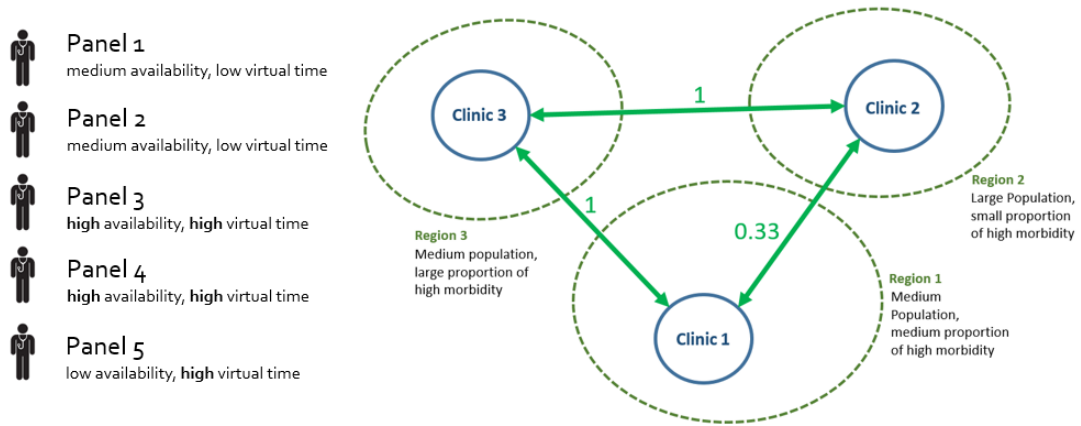 Panel 1
medium availability, low virtual time
Panel 2
medium availability, low virtual time
Panel 3
high availability, high virtual time
Panel 4
high availability, high virtual time
Panel 5
low availability, high virtual time
Clinic 3
1
Clinic 2
1
0.33
Region 2
Large Population,
small proportion
of high morbidity
Region 3
Medium population,
large proportion of
high morbidity
Region 1
Medium
Population,
medium proportion
of high morbidity
Clinic 1